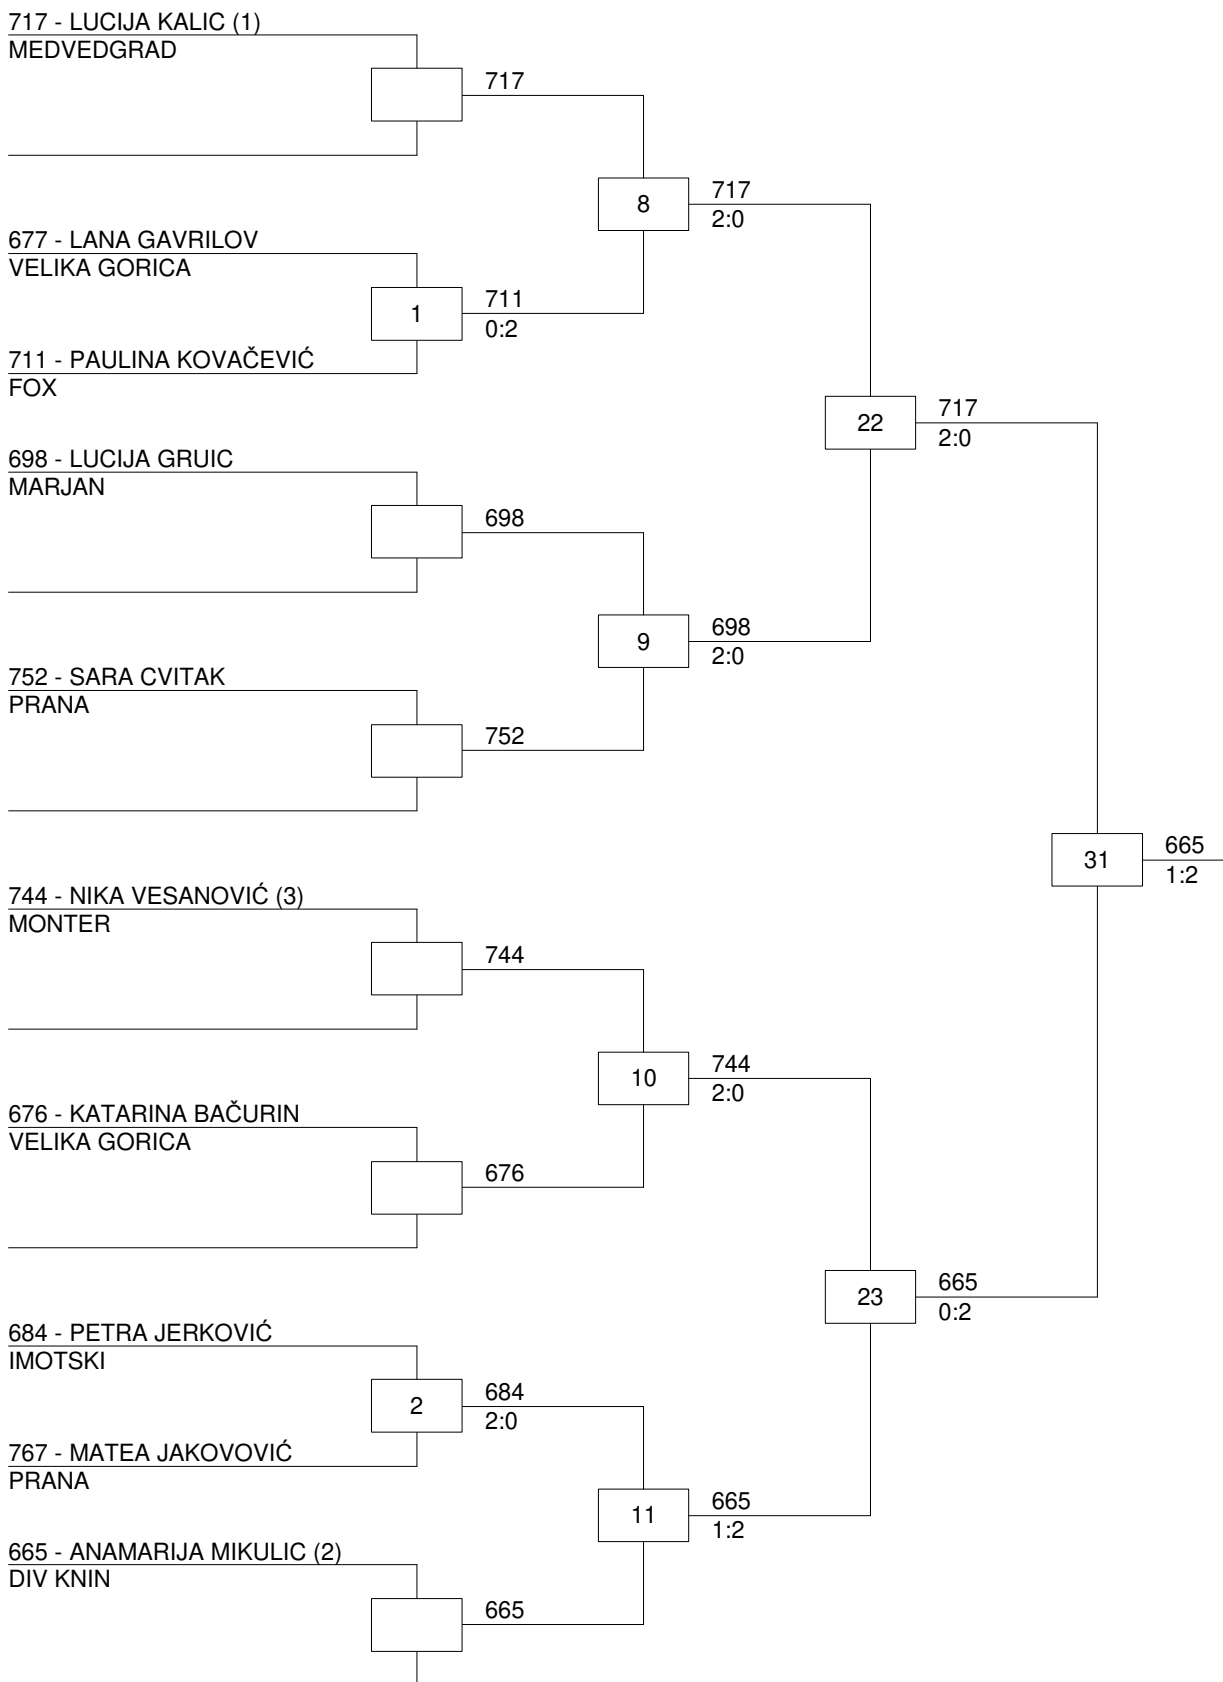 717 - LUCIJA KALIC (1)
MEDVEDGRAD
717
8
717
2:0
677 - LANA GAVRILOV
VELIKA GORICA
1
711
0:2
711 - PAULINA KOVAČEVIĆ
FOX
22
717
2:0
698 - LUCIJA GRUIC
MARJAN
698
9
698
2:0
752 - SARA CVITAK
PRANA
752
31
665
1:2
744 - NIKA VESANOVIĆ (3)
MONTER
744
10
744
2:0
676 - KATARINA BAČURIN
VELIKA GORICA
676
23
665
0:2
684 - PETRA JERKOVIĆ
IMOTSKI
2
684
2:0
767 - MATEA JAKOVOVIĆ
PRANA
11
665
1:2
665 - ANAMARIJA MIKULIC (2)
DIV KNIN
665